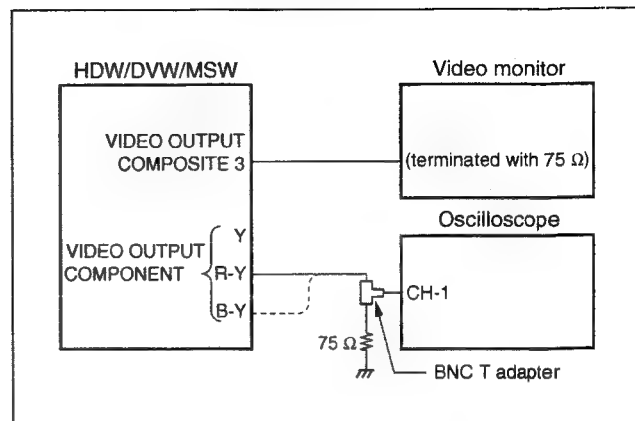 HDW/DVW/MSW
Video monitor
VIDEO OUTPUT
COMPOSITE 3
(terminated with 75 Ω)
Oscilloscope
VIDEO OUTPUT
COMPONENT
Y
R-Y
B-Y
CH-1
75 Ω
BNC T adapter